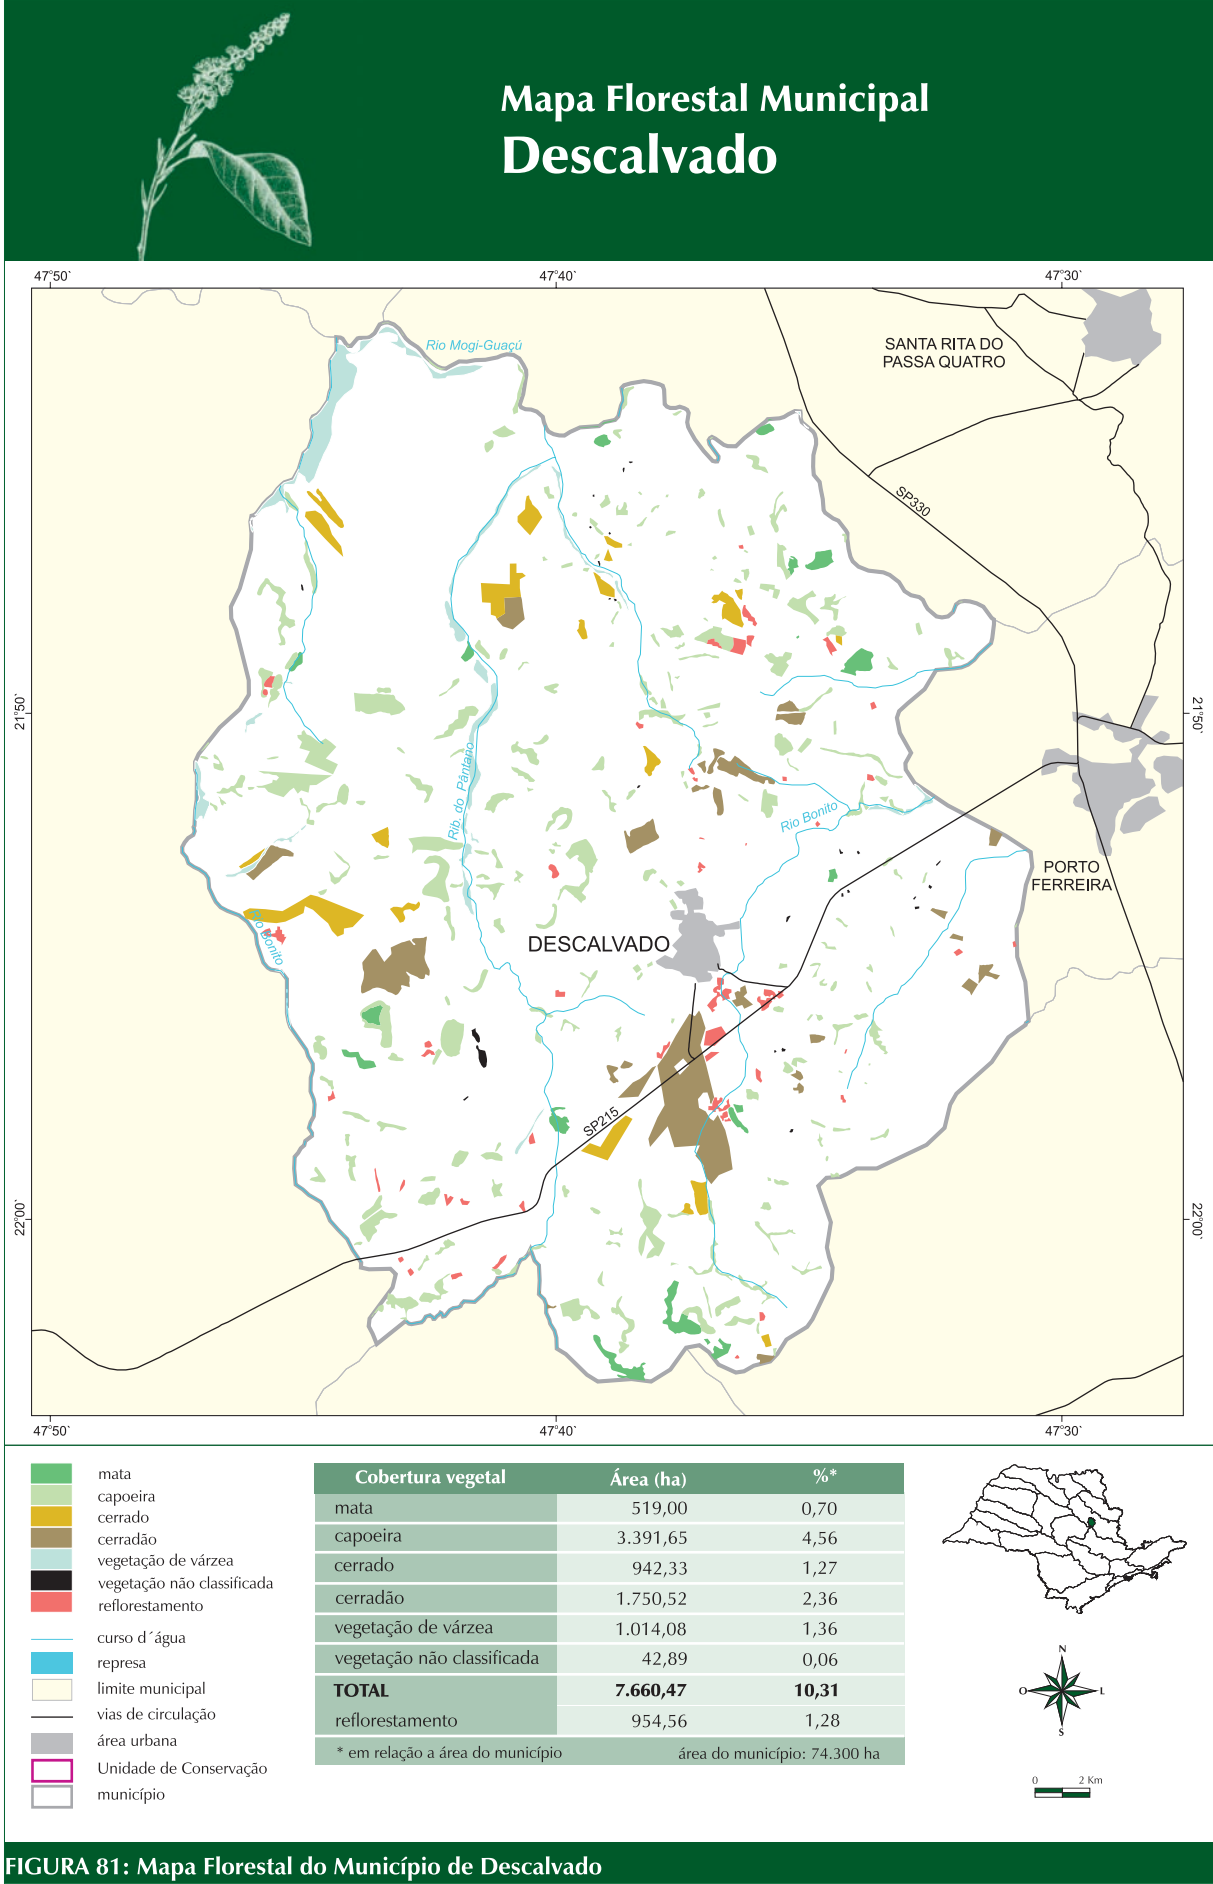 Mapa Florestal Municipal
Descalvado
47°50`
47°40`
47°30`
Rio Mogi-Guaçú
SANTA RITA DO
PASSA QUATRO
SP330
21°50`
21°50`
Rib. do Pântano
Rio Bonito
PORTO
FERREIRA
Rio Bonito
DESCALVADO
SP215
22°00`
22°00`
47°50`
47°40`
47°30`
mata
capoeira
cerrado
cerradão
vegetação de várzea
vegetação não classificada
reflorestamento
curso d´água
represa
limite municipal
vias de circulação
área urbana
Unidade de Conservação
município
Cobertura vegetal Área (ha) %*
mata 519,00 0,70
capoeira 3.391,65 4,56
cerrado 942,33 1,27
cerradão 1.750,52 2,36
vegetação de várzea 1.014,08 1,36
vegetação não classificada 42,89 0,06
TOTAL 7.660,47 10,31
reflorestamento 954,56 1,28
* em relação a área do município área do município: 74.300 ha
N
O L
S
0 2 Km
FIGURA 81: Mapa Florestal do Município de Descalvado